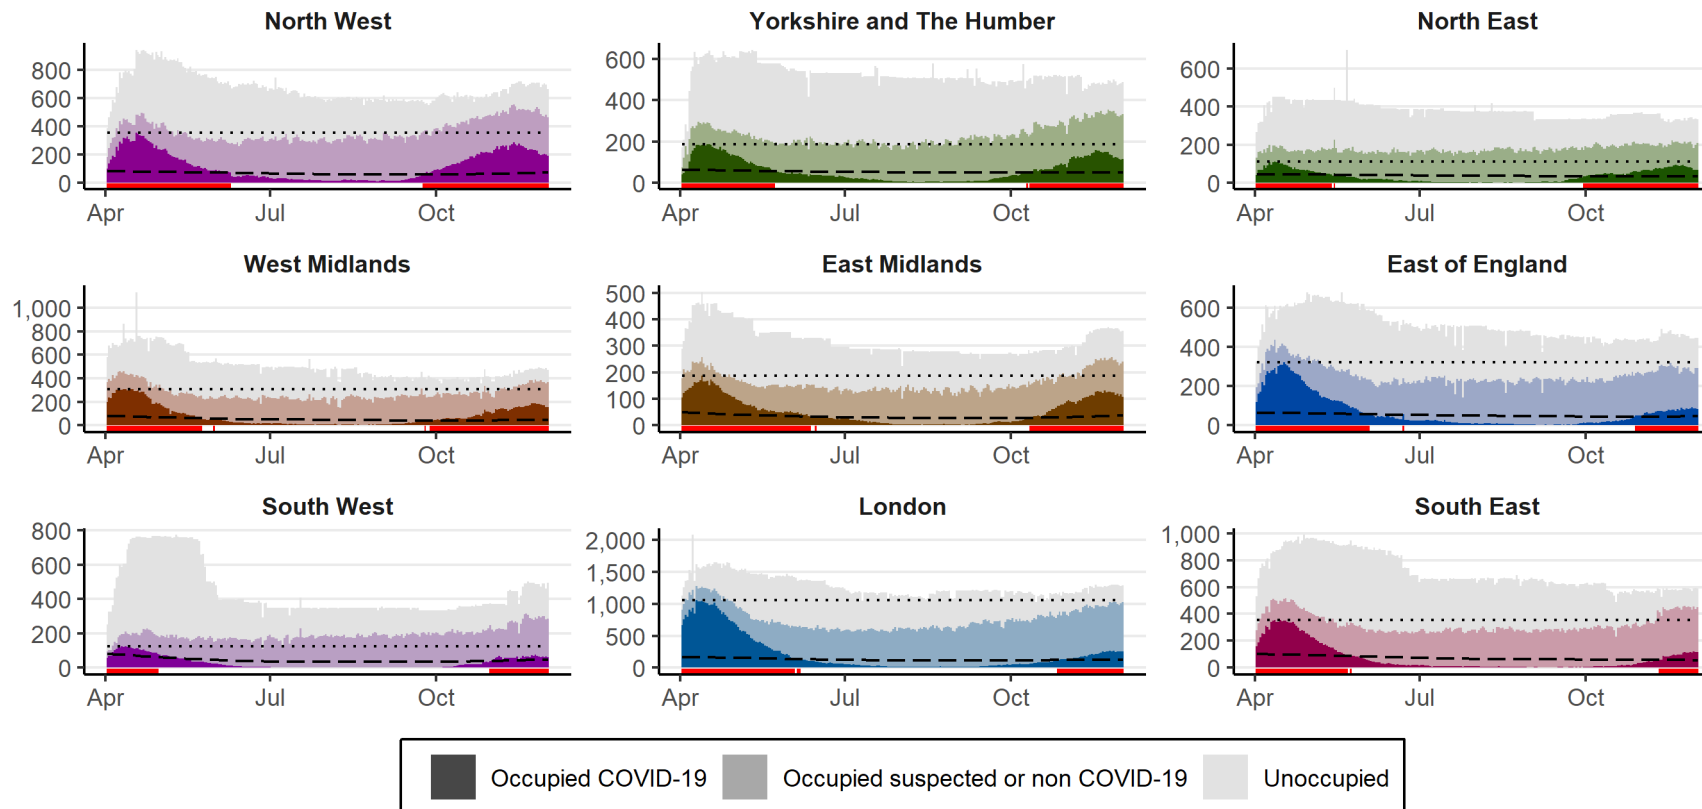 North West
Yorkshire and The Humber
North East
800
600
400
200
0
Apr
Jul
Oct
600
400
200
0
Apr
Jul
Oct
600
400
200
0
Apr
Jul
Oct
West Midlands
East Midlands
East of England
1,000
800
600
400
200
0
Apr
Jul
Oct
500
400
300
200
100
0
Apr
Jul
Oct
600
400
200
0
Apr
Jul
Oct
South West
London
South East
800
600
400
200
0
Apr
Jul
Oct
2,000
1,500
1,000
500
0
Apr
Jul
Oct
1,000
800
600
400
200
0
Apr
Jul
Oct
Occupied COVID-19
Occupied suspected or non COVID-19
Unoccupied